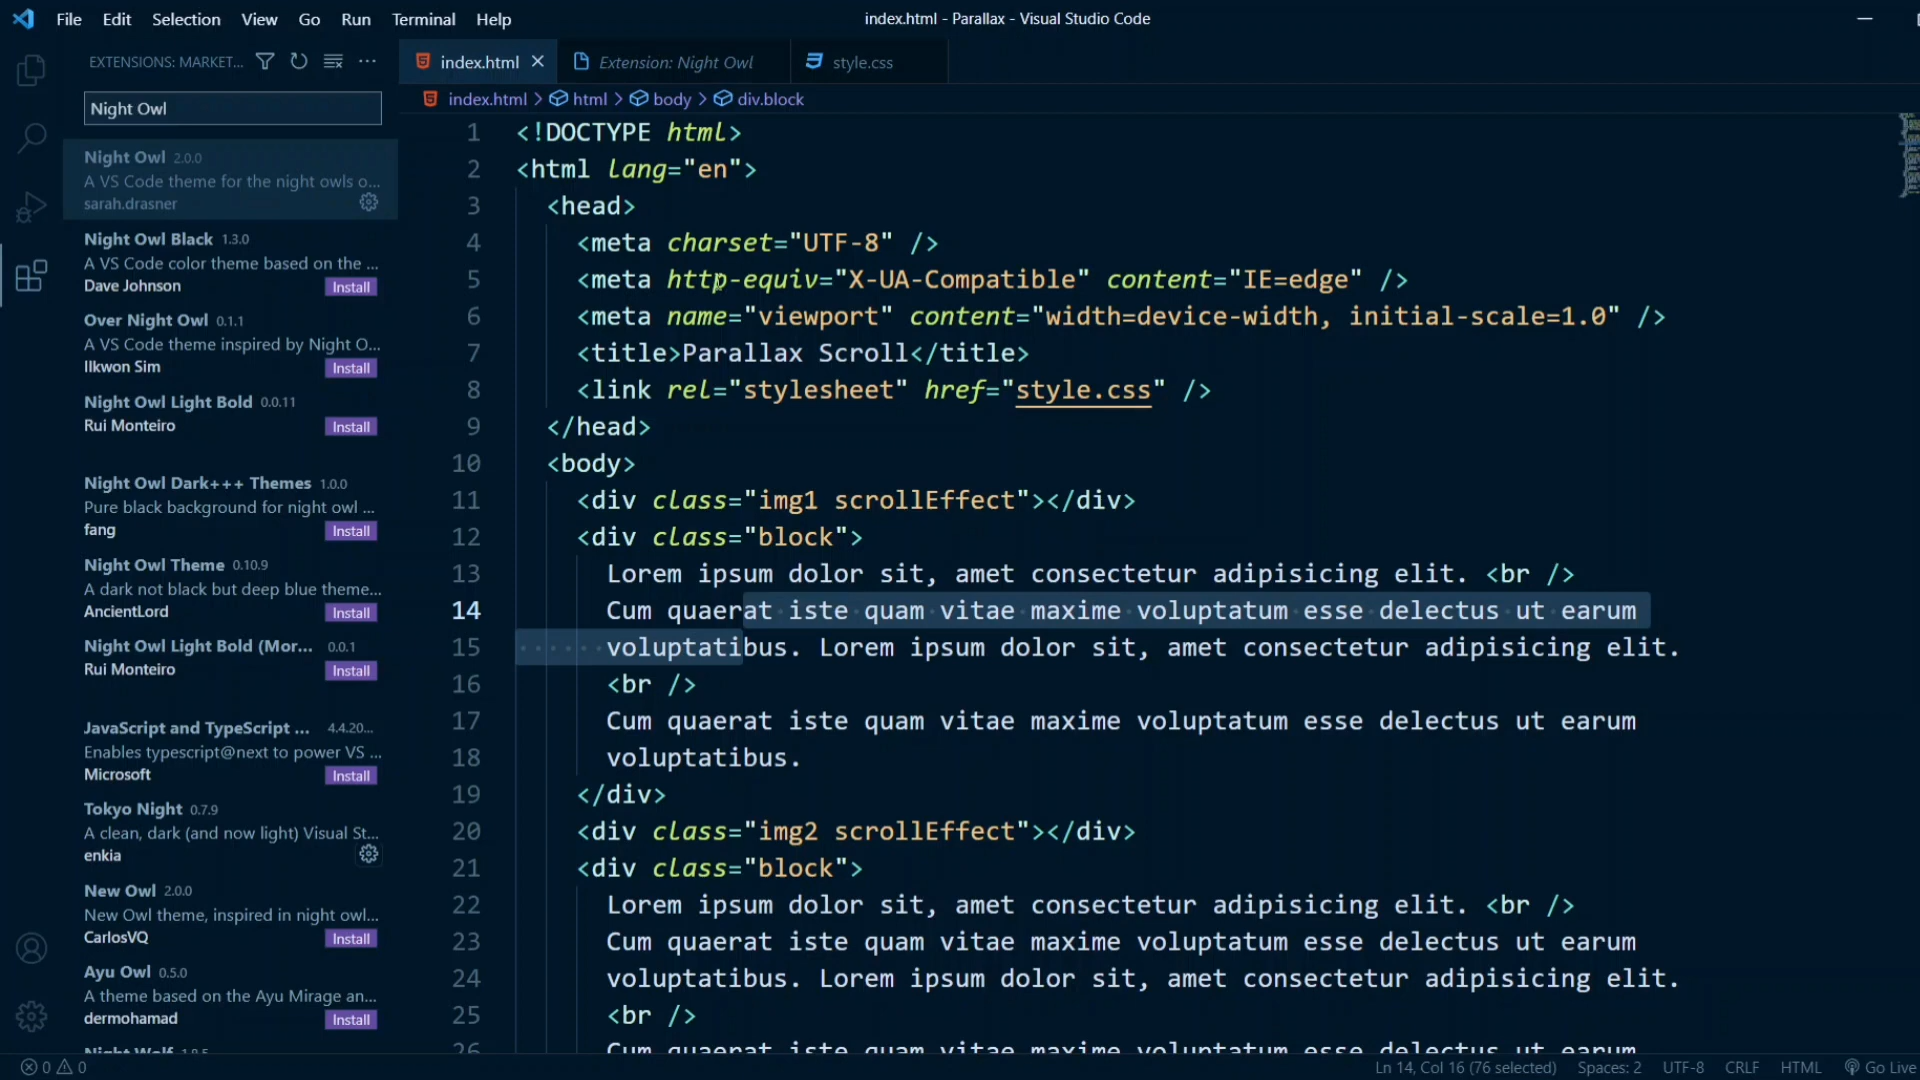 File Edit Selection View Go Run Terminal Help
index.html - Parallax - Visual Studio Code
EXTENSIONS: MARKET...
Night Owl
Night Owl 2.0.0
A VS Code theme for the night owls o...
sarah.drasner
Night Owl Black 1.3.0
A VS Code color theme based on the ...
Dave Johnson Install
Over Night Owl 0.1.1
A VS Code theme inspired by Night O...
Ilkwon Sim Install
Night Owl Light Bold 0.0.11
Rui Monteiro Install
Night Owl Dark+++ Themes 1.0.0
Pure black background for night owl ...
fang Install
Night Owl Theme 0.10.9
A dark not black but deep blue theme...
AncientLord Install
Night Owl Light Bold (Mor... 0.0.1
Rui Monteiro Install
JavaScript and TypeScript ... 4.4.20...
Enables typescript@next to power VS ...
Microsoft Install
Tokyo Night 0.7.9
A clean, dark (and now light) Visual St...
enkia
New Owl 2.0.0
New Owl theme, inspired in night owl...
CarlosVQ Install
Ayu Owl 0.5.0
A theme based on the Ayu Mirage an...
dermohamad Install
Night Wolf 1.8.5
index.html Extension: Night Owl style.css
index.html > html > body > div.block
1 <!DOCTYPE html>
2 <html lang="en">
3 <head>
4 <meta charset="UTF-8" />
5 <meta http-equiv="X-UA-Compatible" content="IE=edge" />
6 <meta name="viewport" content="width=device-width, initial-scale=1.0" />
7 <title>Parallax Scroll</title>
8 <link rel="stylesheet" href="style.css" />
9 </head>
10 <body>
11 <div class="img1 scrollEffect"></div>
12 <div class="block">
13 Lorem ipsum dolor sit, amet consectetur adipisicing elit. <br />
14 Cum quaerat iste quam vitae maxime voluptatum esse delectus ut earum
15 voluptatibus. Lorem ipsum dolor sit, amet consectetur adipisicing elit.
16 <br />
17 Cum quaerat iste quam vitae maxime voluptatum esse delectus ut earum
18 voluptatibus.
19 </div>
20 <div class="img2 scrollEffect"></div>
21 <div class="block">
22 Lorem ipsum dolor sit, amet consectetur adipisicing elit. <br />
23 Cum quaerat iste quam vitae maxime voluptatum esse delectus ut earum
24 voluptatibus. Lorem ipsum dolor sit, amet consectetur adipisicing elit.
25 <br />
26 Cum quaerat iste quam vitae maxime voluptatum esse delectus ut earum
0 0
Ln 14, Col 16 (76 selected) Spaces: 2 UTF-8 CRLF HTML Go Live